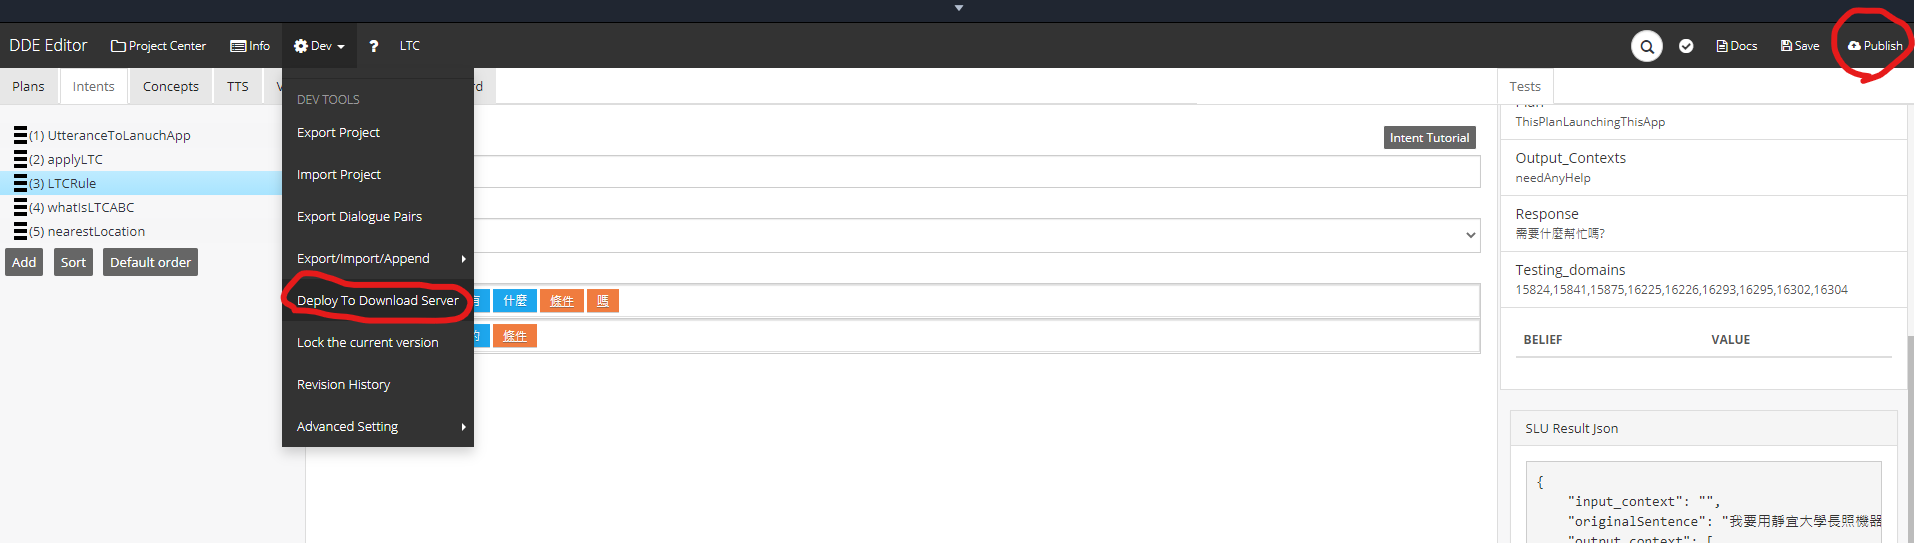 DDE Editor Project Center Info Dev ? LTC Docs Save Publish
Plans Intents Concepts TTS Tests
(1) UtteranceToLanuchApp
(2) applyLTC
(3) LTCRule
(4) whatIsLTCABC
(5) nearestLocation
Add Sort Default order
DEV TOOLS
Export Project
Import Project
Export Dialogue Pairs
Export/Import/Append
Deploy To Download Server
Lock the current version
Revision History
Advanced Setting
Intent Tutorial
什麼 條件 嗎
條件
ThisPlanLaunchingThisApp
Output_Contexts
needAnyHelp
Response
需要什麼幫忙嗎?
Testing_domains
15824,15841,15875,16225,16226,16293,16295,16302,16304
BELIEF VALUE
SLU Result Json
{
"input_context": "",
"originalSentence": "我要用靜宜大學長照機器
"output_context": [